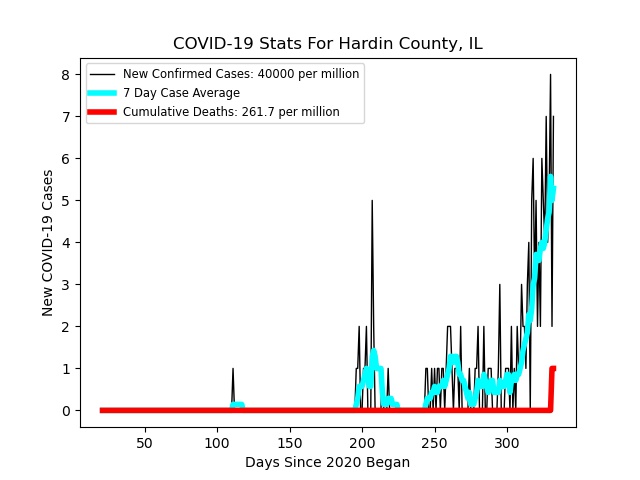 COVID-19 Stats For Hardin County, IL
New Confirmed Cases: 40000 per million
7 Day Case Average
Cumulative Deaths: 261.7 per million
New COVID-19 Cases
8
7
6
5
4
3
2
1
0
50 100 150 200 250 300
Days Since 2020 Began